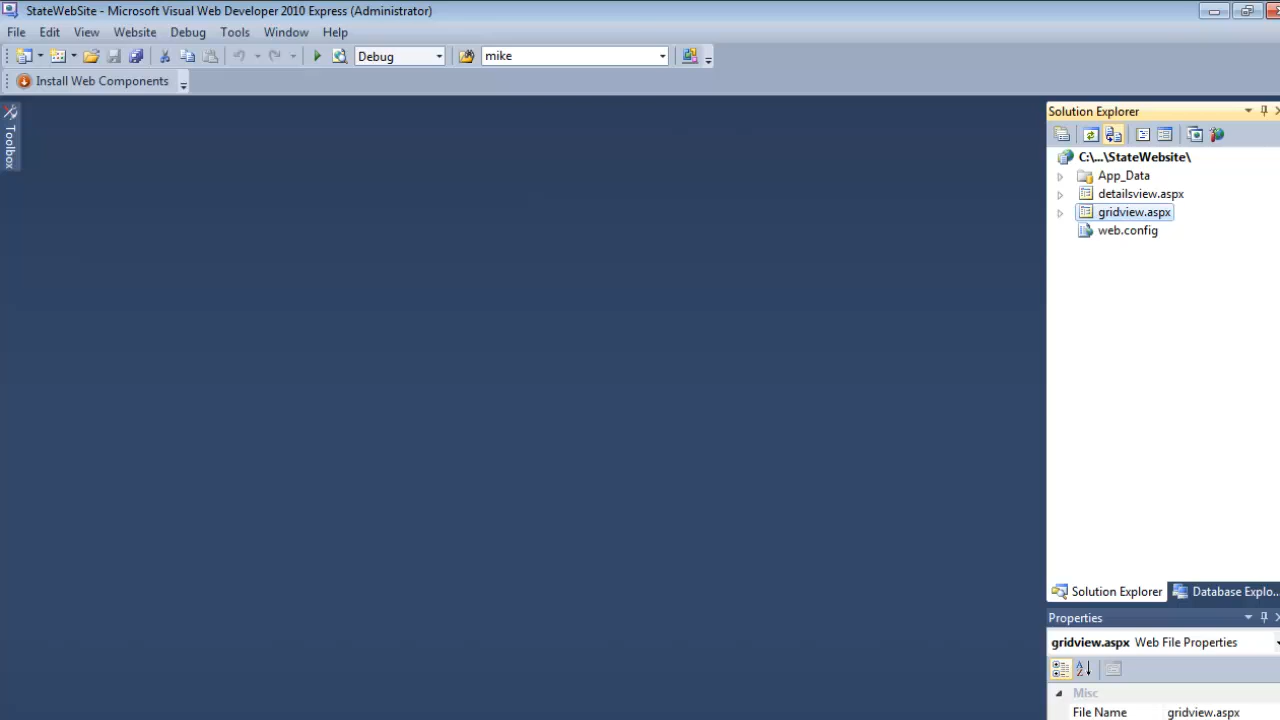 StateWebSite - Microsoft Visual Web Developer 2010 Express (Administrator)
File Edit View Website Debug Tools Window Help
Debug mike
Install Web Components
Toolbox
Solution Explorer
C:\...\StateWebsite\
App_Data
detailsview.aspx
gridview.aspx
web.config
Solution Explorer Database Explo...
Properties
gridview.aspx Web File Properties
Misc
File Name gridview.aspx